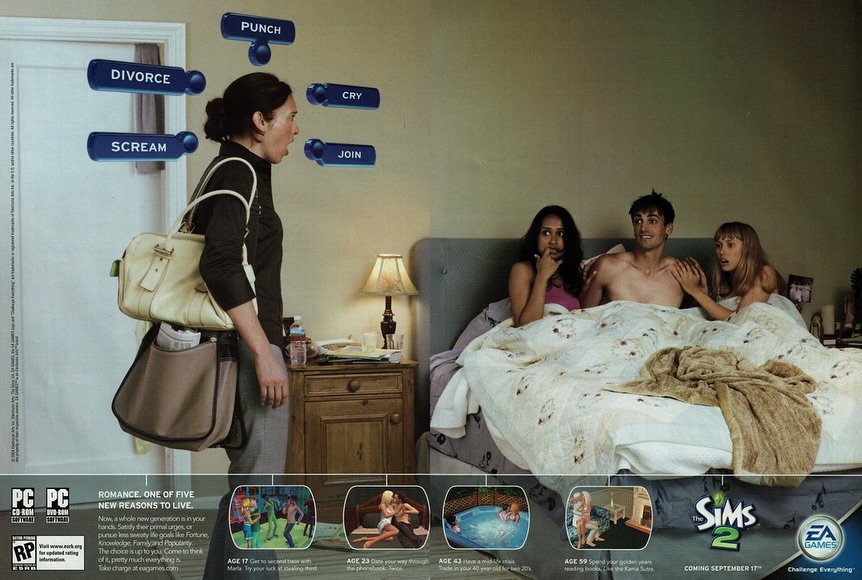 PUNCH
DIVORCE
CRY
SCREAM
JOIN
PC
CD-ROM
SOFTWARE
PC
DVD-ROM
SOFTWARE
RATING PENDING
RP
Visit www.esrb.org
for updated rating
information.
ROMANCE. ONE OF FIVE
NEW REASONS TO LIVE.
Now, a whole new generation is in your
hands. Satisfy their primal urges, or
pursue less sweaty life goals like Fortune,
Knowledge, Family and Popularity.
The choice is up to you. Come to think
of it, pretty much everything is.
Take charge at eagames.com
AGE 17 Get to second base with
Maria. Try your luck at stealing third.
AGE 23 Date your way through
the phonebook. Twice.
AGE 43 Have a mid-life crisis.
Trade in your 40 year old for two 20's.
AGE 59 Spend your golden years
reading books. Like the Kama Sutra.
The SIMS
2
COMING SEPTEMBER 17TH
EA
GAMES™
Challenge Everything™